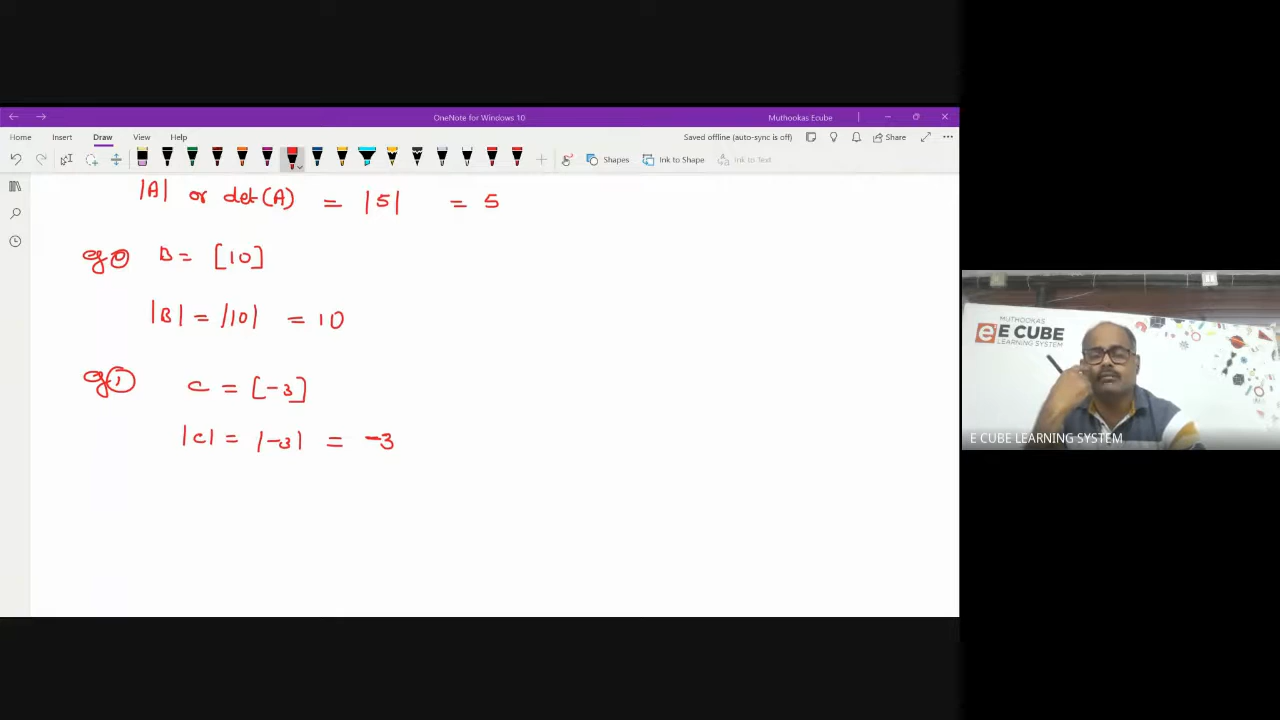 OneNote for Windows 10
Muthookas Ecube
Home Insert Draw View Help
Saved offline (auto-sync is off) Share
Shapes Ink to Shape Ink to Text
|A| or det(A) = |5| = 5
eg B = [10]
|B| = |10| = 10
eg C = [-3]
|C| = |-3| = -3
MUTHOOKAS
e E CUBE
LEARNING SYSTEM
E CUBE LEARNING SYSTEM